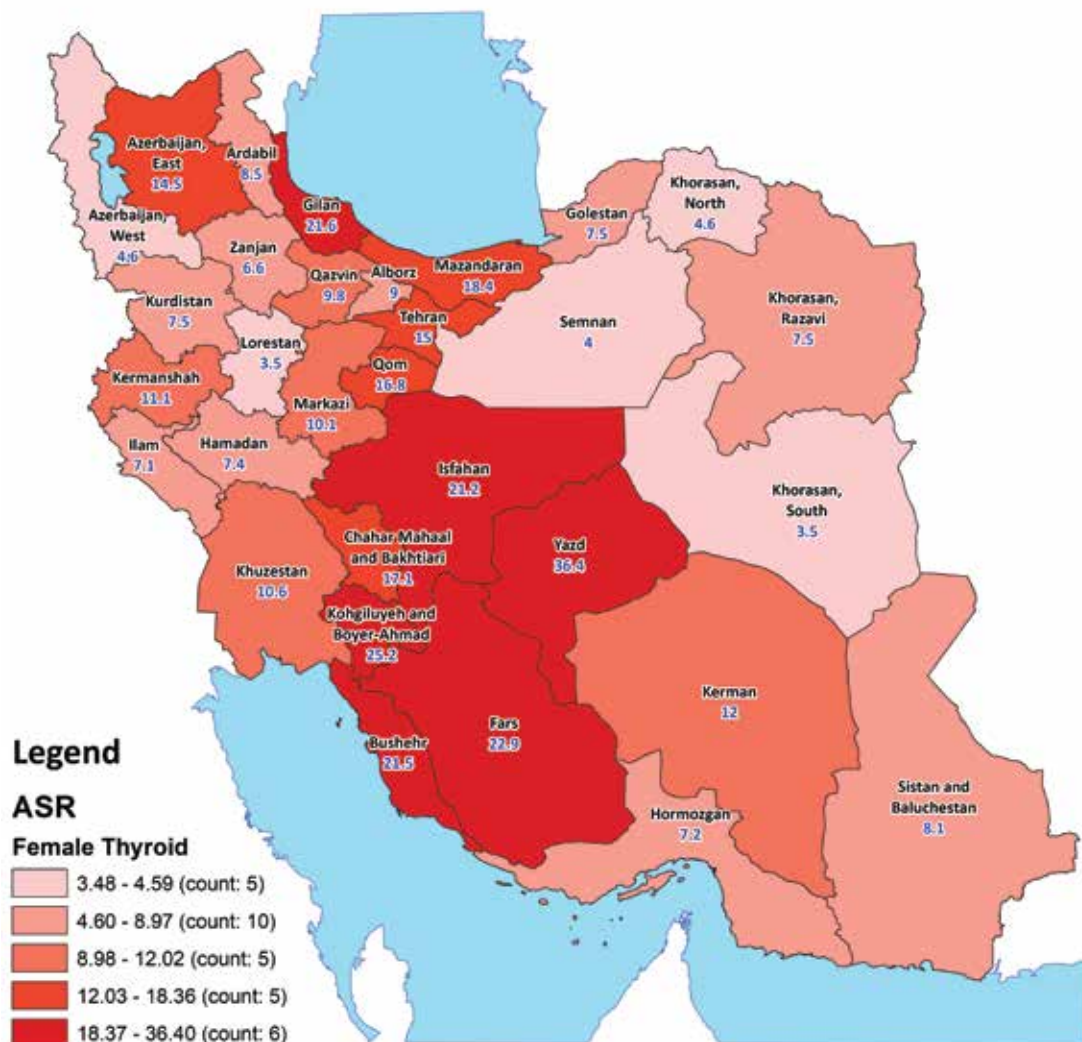 Azerbaijan,
East
14.5
Ardabil
8.5
Gilan
21.6
Azerbaijan,
West
4.6
Zanjan
6.6
Qazvin
9.8
Alborz
9
Mazandaran
18.4
Golestan
7.5
Khorasan,
North
4.6
Khorasan,
Razavi
7.5
Kurdistan
7.5
Tehran
15
Semnan
4
Lorestan
3.5
Kermanshah
11.1
Qom
16.8
Markazi
10.1
Ilam
7.1
Hamadan
7.4
Isfahan
21.2
Khorasan,
South
3.5
Yazd
36.4
Chahar Mahaal
and Bakhtiari
17.1
Khuzestan
10.6
Kohgiluyeh and
Boyer-Ahmad
25.2
Kerman
12
Fars
22.9
Bushehr
21.5
Sistan and
Baluchestan
8.1
Hormozgan
7.2
Legend
ASR
Female Thyroid
3.48 - 4.59 (count: 5)
4.60 - 8.97 (count: 10)
8.98 - 12.02 (count: 5)
12.03 - 18.36 (count: 5)
18.37 - 36.40 (count: 6)